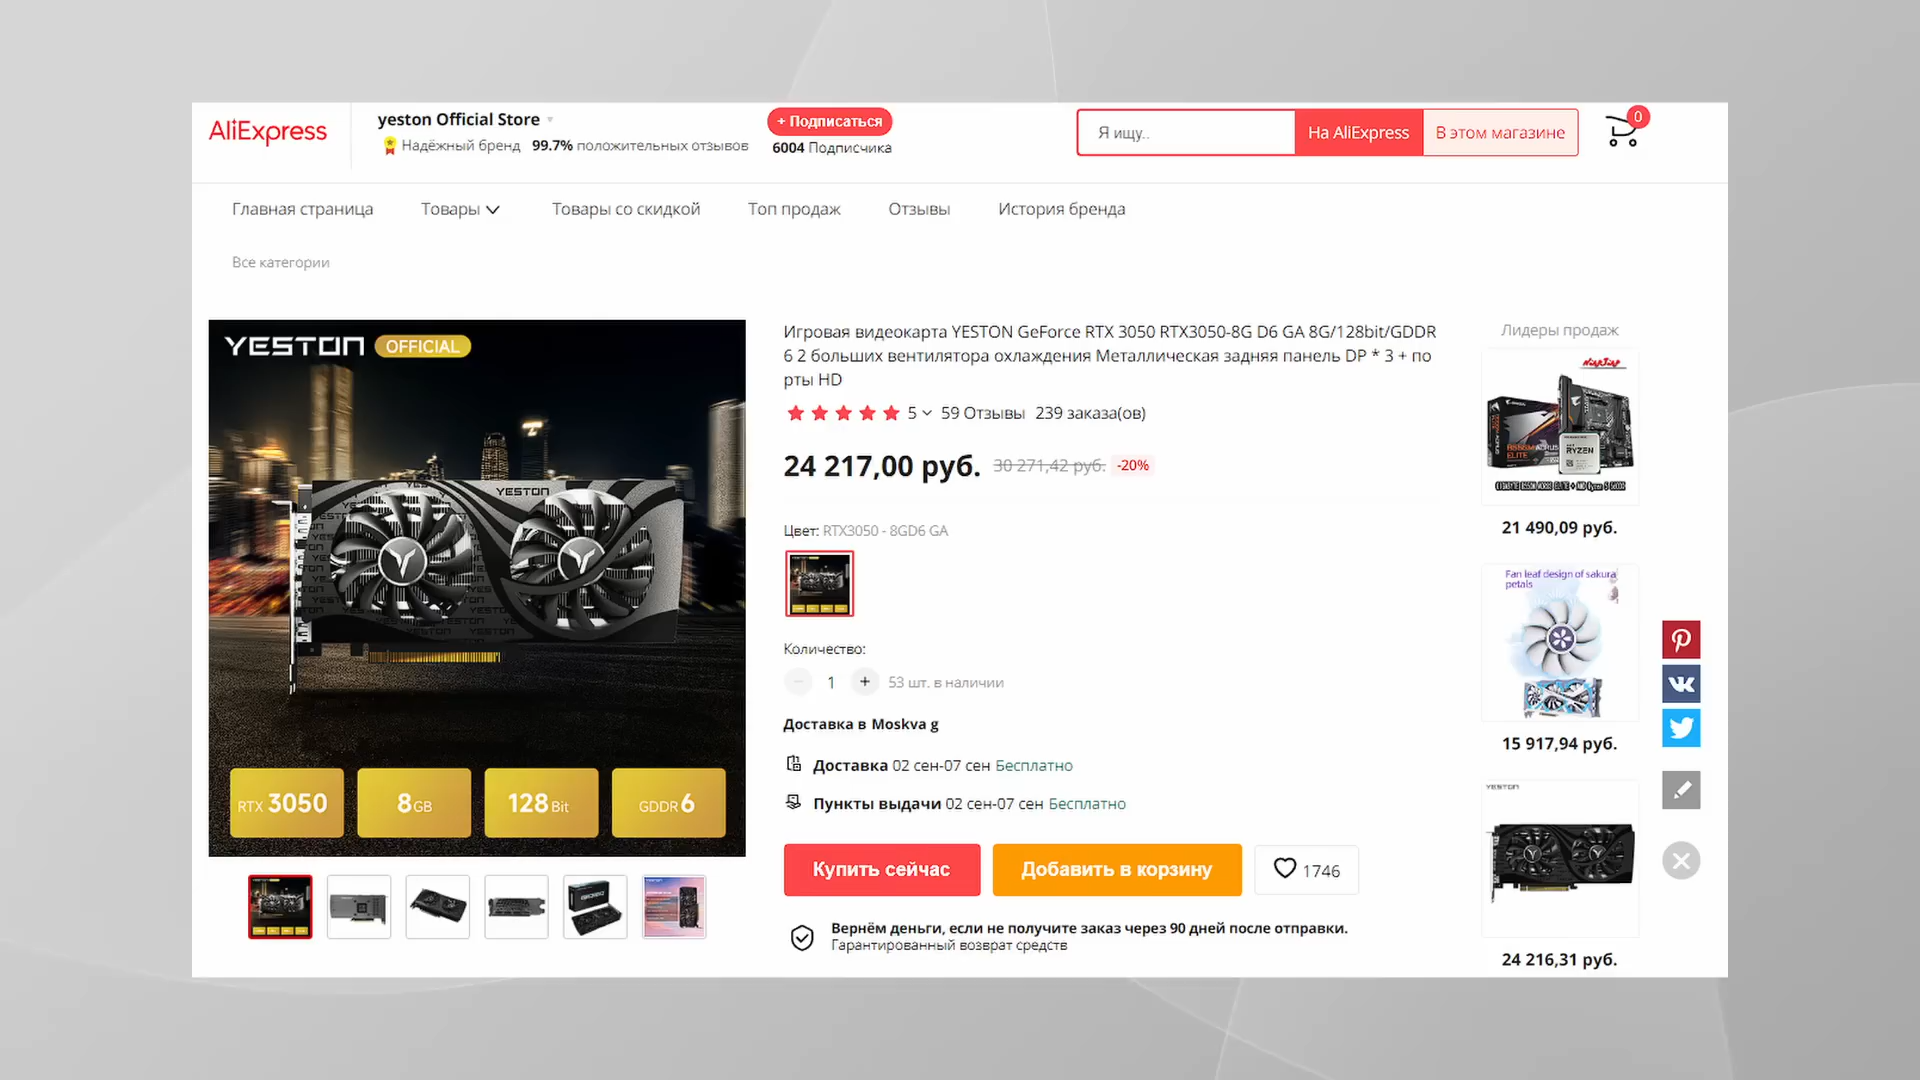 AliExpress
yeston Official Store
Надёжный бренд 99.7% положительных отзывов
+ Подписаться
6004 Подписчика
Я ищу..
На AliExpress
В этом магазине
0
Главная страница
Товары
Товары со скидкой
Топ продаж
Отзывы
История бренда
Все категории
YESTON OFFICIAL
YESTON
RTX 3050
8GB
128 Bit
GDDR 6
Игровая видеокарта YESTON GeForce RTX 3050 RTX3050-8G D6 GA 8G/128bit/GDDR
6 2 больших вентилятора охлаждения Металлическая задняя панель DP * 3 + по
рты HD
5 59 Отзывы 239 заказа(ов)
24 217,00 руб. 30 271,42 руб. -20%
Цвет: RTX3050 - 8GD6 GA
Количество:
1 + 53 шт. в наличии
Доставка в Moskva g
Доставка 02 сен-07 сен Бесплатно
Пункты выдачи 02 сен-07 сен Бесплатно
Купить сейчас
Добавить в корзину
1746
Вернём деньги, если не получите заказ через 90 дней после отправки.
Гарантированный возврат средств
Лидеры продаж
RYZEN
21 490,09 руб.
Fan leaf design of sakura
petals
15 917,94 руб.
YESTON
24 216,31 руб.